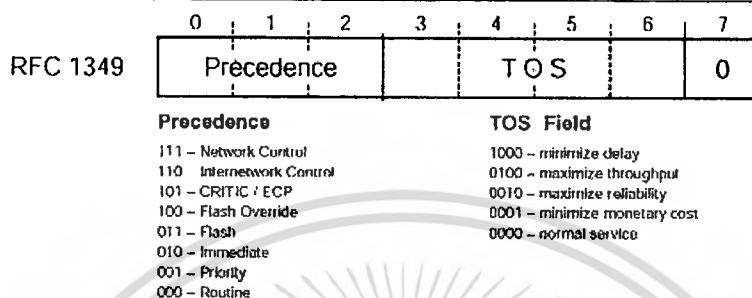 0 1 2 3 4 5 6 7
RFC 1349 Precedence TOS 0
Precedence
111 – Network Control
110 Internetwork Control
101 – CRITIC / ECP
100 – Flash Override
011 – Flash
010 – Immediate
001 – Priority
000 – Routine
TOS Field
1000 – minimize delay
0100 – maximize throughput
0010 – maximize reliability
0001 – minimize monetary cost
0000 – normal service